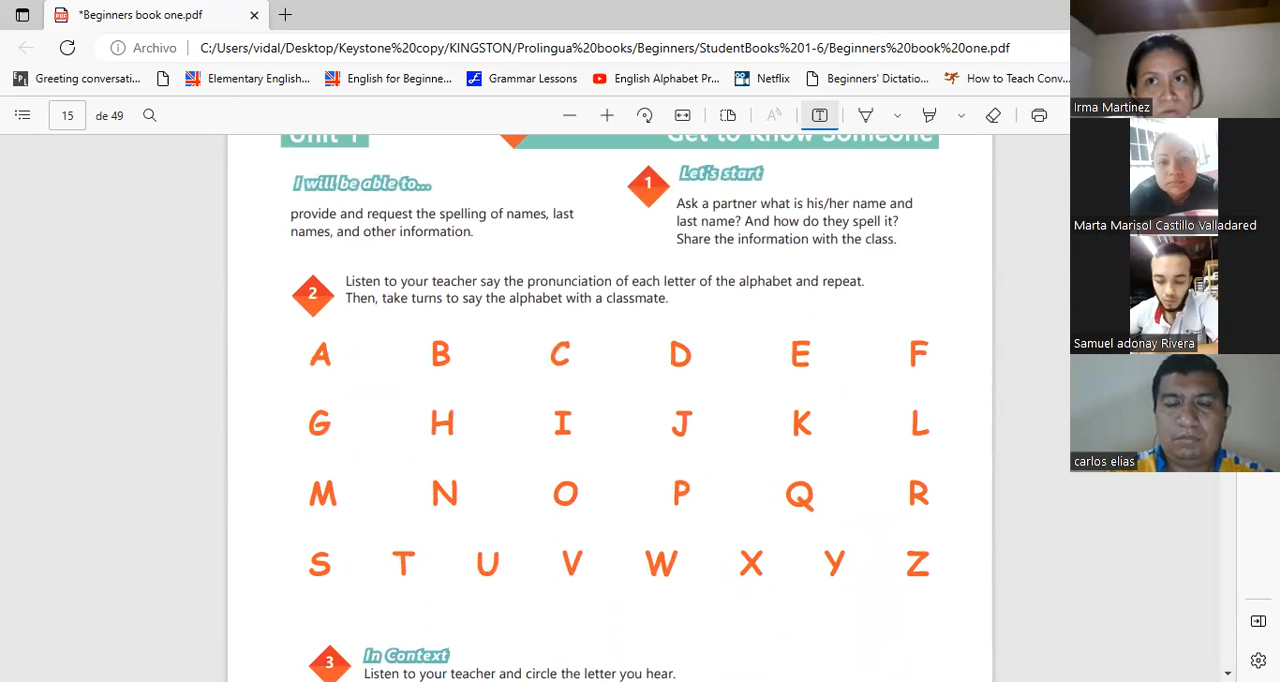 *Beginners book one.pdf
Archivo
C:/Users/vidal/Desktop/Keystone%20copy/KINGSTON/Prolingua%20books/Beginners/StudentBooks%201-6/Beginners%20book%20one.pdf
Greeting conversati...
Elementary English...
English for Beginne...
Grammar Lessons
English Alphabet Pr...
Netflix
Beginners' Dictatio...
How to Teach Conv...
15 de 49
Unit 1
Get to Know Someone
I will be able to...
provide and request the spelling of names, last
names, and other information.
1 Let's start
Ask a partner what is his/her name and
last name? And how do they spell it?
Share the information with the class.
2 Listen to your teacher say the pronunciation of each letter of the alphabet and repeat.
Then, take turns to say the alphabet with a classmate.
A B C D E F
G H I J K L
M N O P Q R
S T U V W X Y Z
3 In Context
Listen to your teacher and circle the letter you hear.
Irma Martinez
Marta Marisol Castillo Valladared
Samuel adonay Rivera
carlos elias